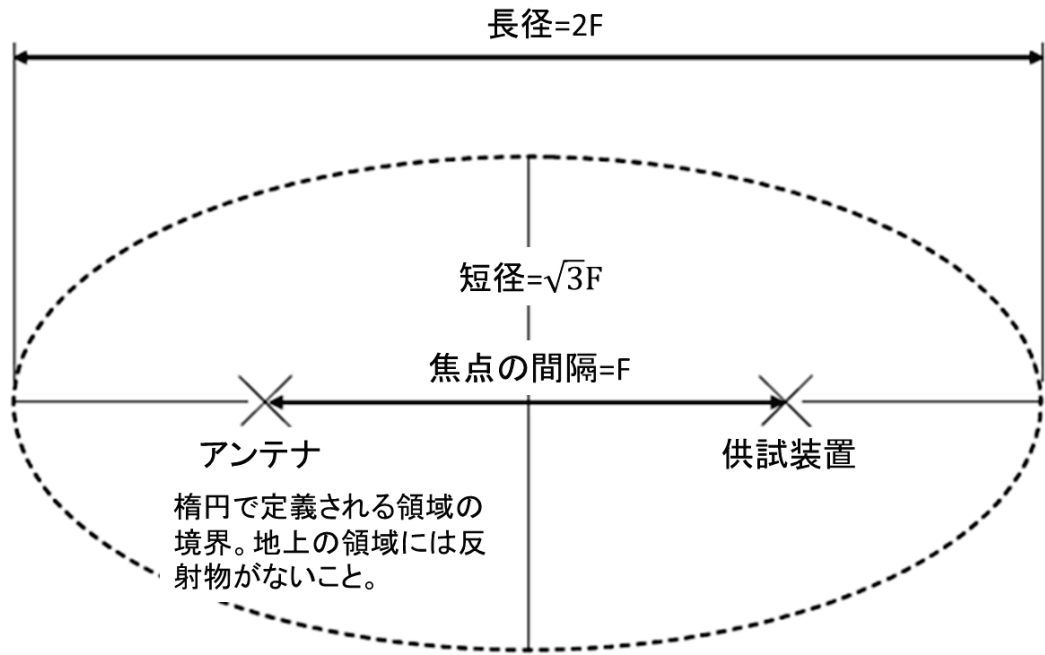 長径=2F
短径=√3F
焦点の間隔=F
アンテナ
供試装置
楕円で定義される領域の
境界。地上の領域には反
射物がないこと。